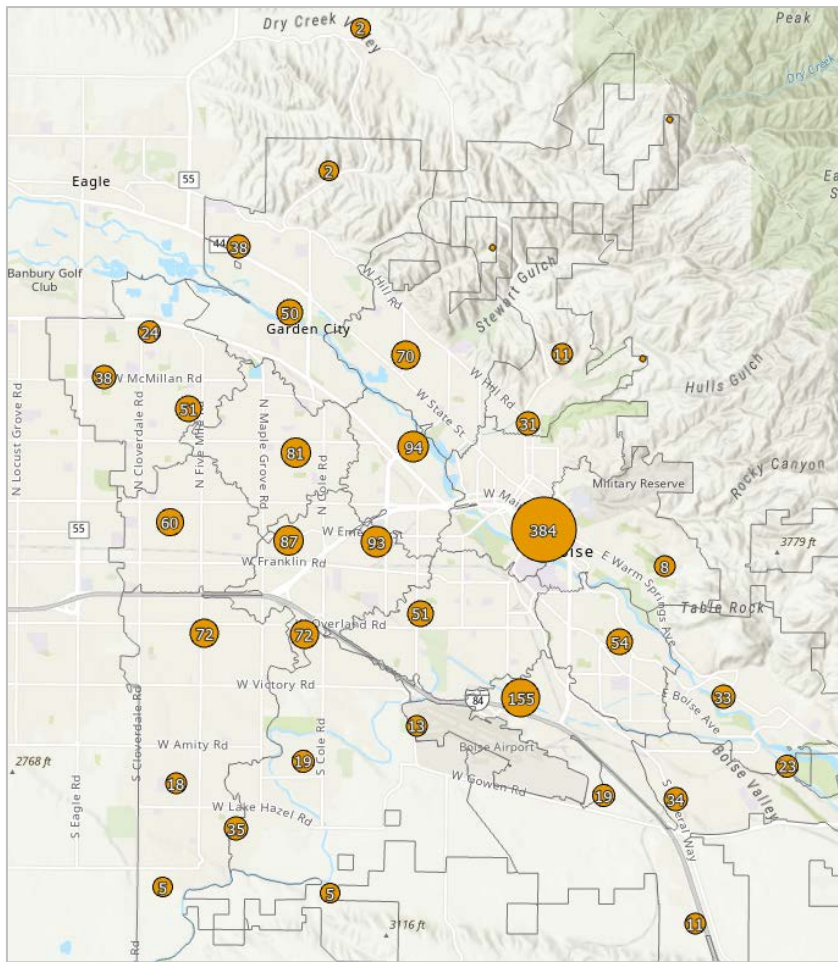 Peak
Dry Creek Valley
2
Dry Creek
2
Eagle
55
44
38
Banbury Golf
Club
50
Garden City
W Hill Rd
Stewart Gulch
24
70
11
38
W McMillan Rd
W Hill Rd
Hulls Gulch
51
W State St
31
N Locust Grove Rd
N Cloverdale Rd
N Five Mile Rd
N Maple Grove Rd
81
N Cole Rd
94
Rocky Canyon
Military Reserve
W Main
60
55
87
W Emerald St
93
384
Boise
3779 ft
W Franklin Rd
8
E Warm Springs Ave
Table Rock
51
72
72
W Overland Rd
54
W Victory Rd
155
84
33
E Boise Ave
S Cloverdale Rd
S Cole Rd
13
W Amity Rd
Boise Airport
2768 ft
19
23
Boise Valley
18
W Gowen Rd
19
34
S Eagle Rd
W Lake Hazel Rd
35
S Federal Way
5
5
11
3116 ft
Rd